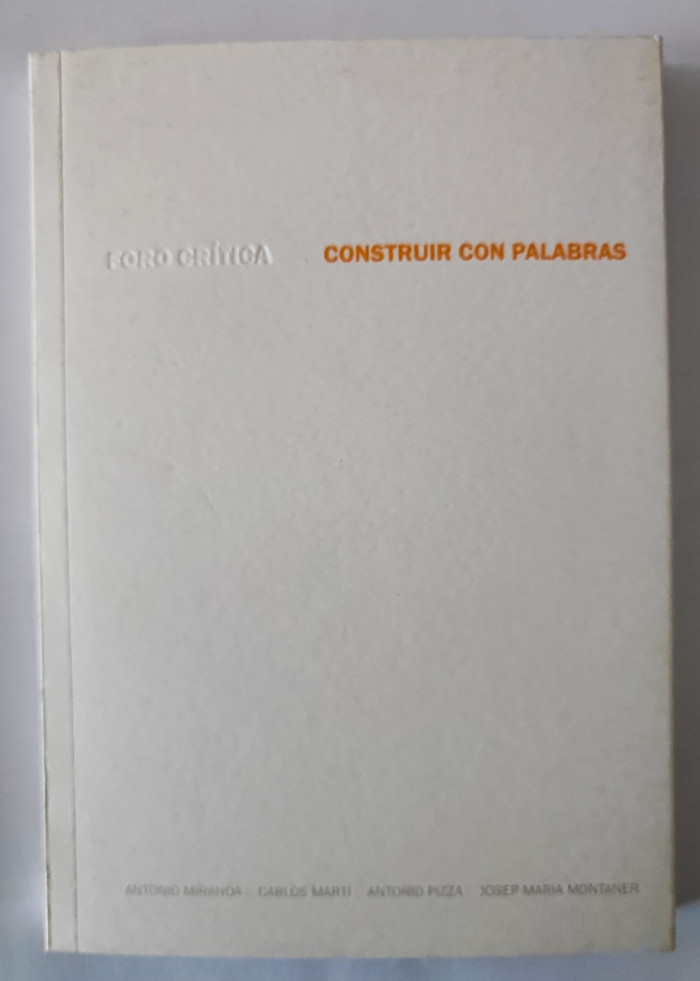 FORO CRÍTICA CONSTRUIR CON PALABRAS
ANTONIO MIRANDA CARLOS MARTÍ ANTONIO PIZZA JOSEP MARIA MONTANER